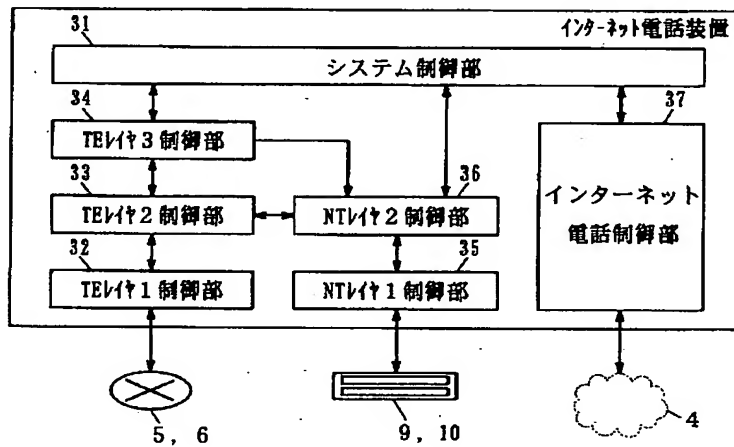 31
インターネット電話装置
システム制御部
34
37
TEレイヤ3制御部
33
36
TEレイヤ2制御部
NTレイヤ2制御部
インターネット
電話制御部
32
35
TEレイヤ1制御部
NTレイヤ1制御部
5, 6
9, 10
4